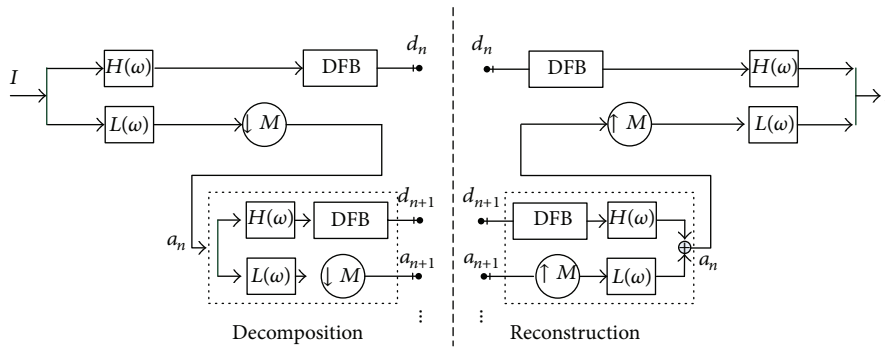 d_n d_n
I H(ω) DFB DFB H(ω)
L(ω) ↓ M ↑ M L(ω)
d_{n+1} d_{n+1}
H(ω) DFB DFB H(ω)
a_n a_{n+1} a_{n+1} a_n
L(ω) ↓ M ↑ M L(ω)
⋮ ⋮
Decomposition Reconstruction